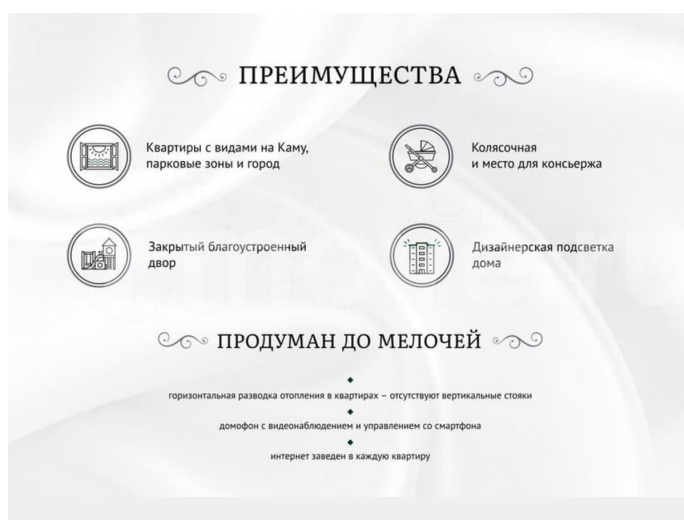 ПРЕИМУЩЕСТВА
Квартиры с видами на Каму,
парковые зоны и город
Колясочная
и место для консьержа
Закрытый благоустроенный
двор
Дизайнерская подсветка
дома
ПРОДУМАН ДО МЕЛОЧЕЙ
горизонтальная разводка отопления в квартирах – отсутствуют вертикальные стояки
домофон с видеонаблюдением и управлением со смартфона
интернет заведен в каждую квартиру